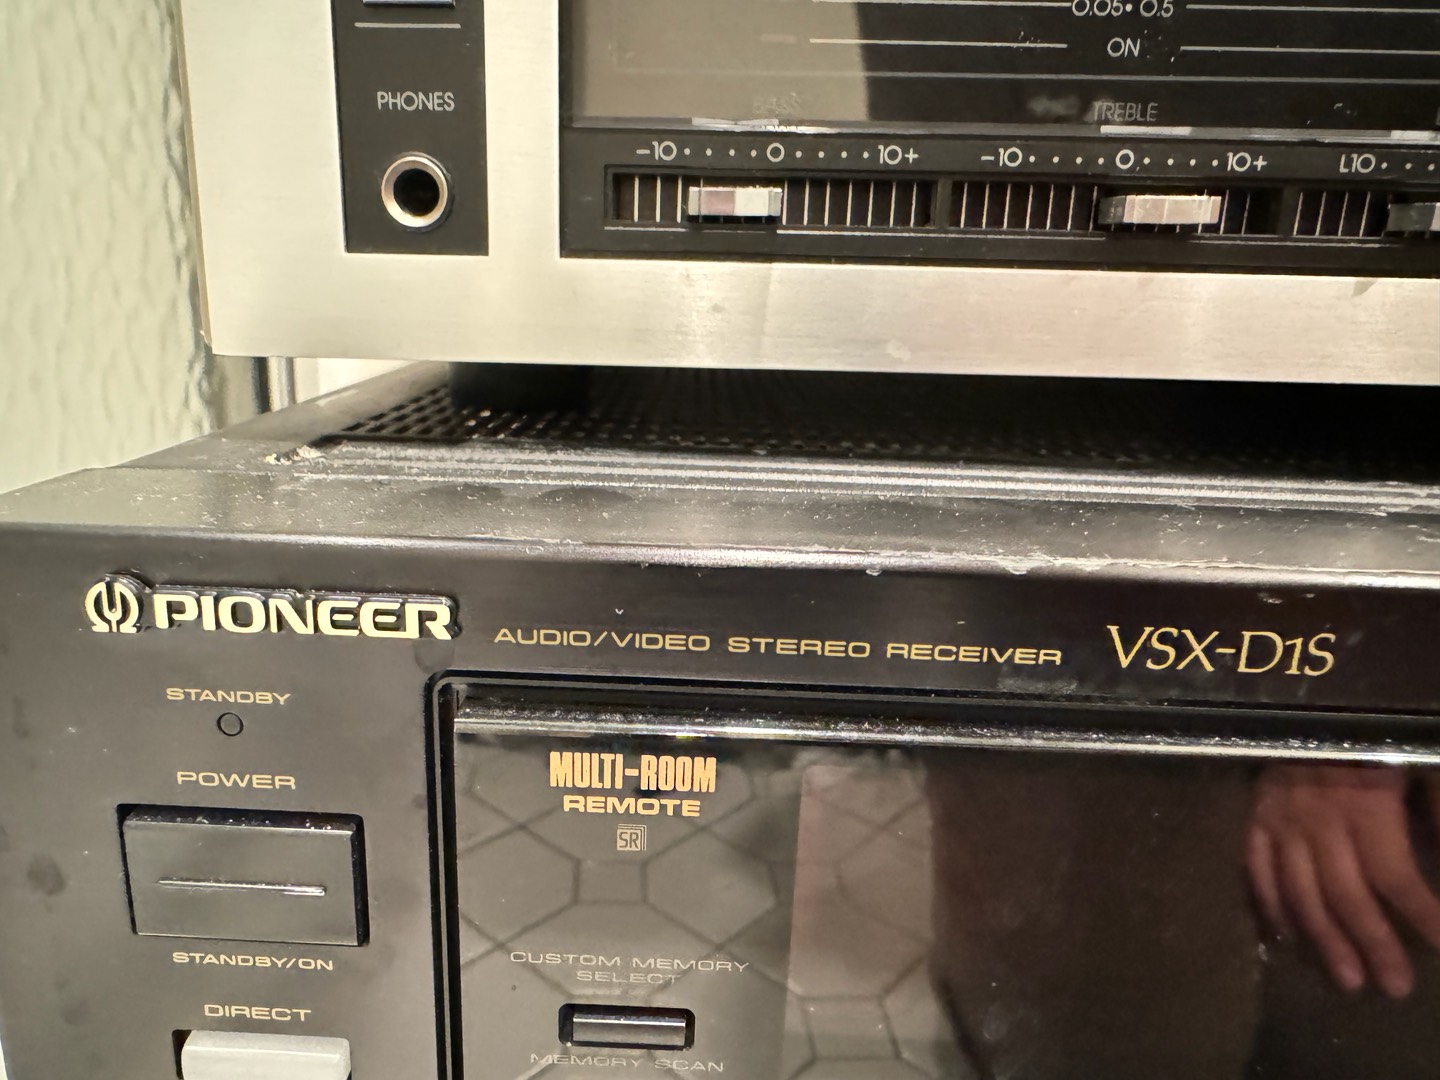 0.05• 0.5
ON
PHONES
BASS
TREBLE
-10 • • • • 0 • • • • 10+
-10 • • • • 0 • • • • 10+
L10 • •
PIONEER
AUDIO/VIDEO STEREO RECEIVER
VSX-D1S
STANDBY
POWER
STANDBY/ON
DIRECT
MULTI-ROOM
REMOTE
SR
CUSTOM MEMORY
SELECT
MEMORY SCAN